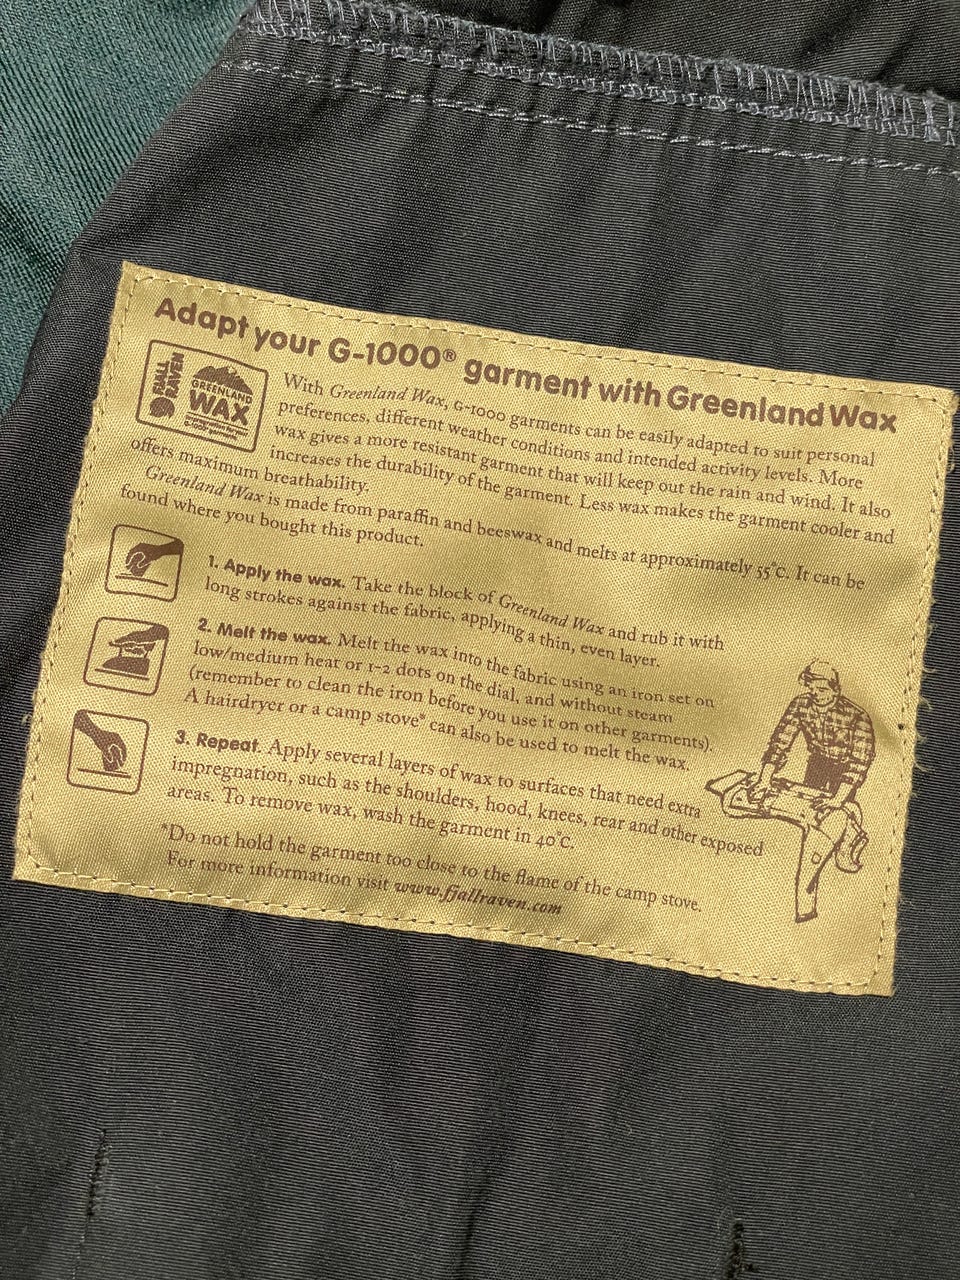 Adapt your G-1000® garment with Greenland Wax
FJÄLL
RÄVEN
GREENLAND
WAX
With Greenland Wax, G-1000 garments can be easily adapted to suit personal
preferences, different weather conditions and intended activity levels. More
wax gives a more resistant garment that will keep out the rain and wind. It also
increases the durability of the garment. Less wax makes the garment cooler and
offers maximum breathability.
Greenland Wax is made from paraffin and beeswax and melts at approximately 55°C. It can be
found where you bought this product.
1. Apply the wax. Take the block of Greenland Wax and rub it with
long strokes against the fabric, applying a thin, even layer.
2. Melt the wax. Melt the wax into the fabric using an iron set on
low/medium heat or 1-2 dots on the dial, and without steam
(remember to clean the iron before you use it on other garments).
A hairdryer or a camp stove* can also be used to melt the wax.
3. Repeat. Apply several layers of wax to surfaces that need extra
impregnation, such as the shoulders, hood, knees, rear and other exposed
areas. To remove wax, wash the garment in 40°C.
*Do not hold the garment too close to the flame of the camp stove.
For more information visit www.fjallraven.com